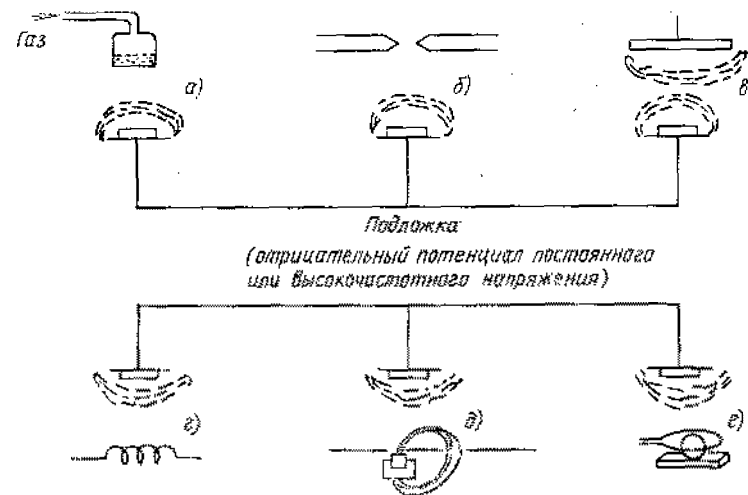 Газ
а)
б)
в
Подложка
(отрицательный потенциал постоянного
или высокочастотного напряжения)
г)
д)
е)